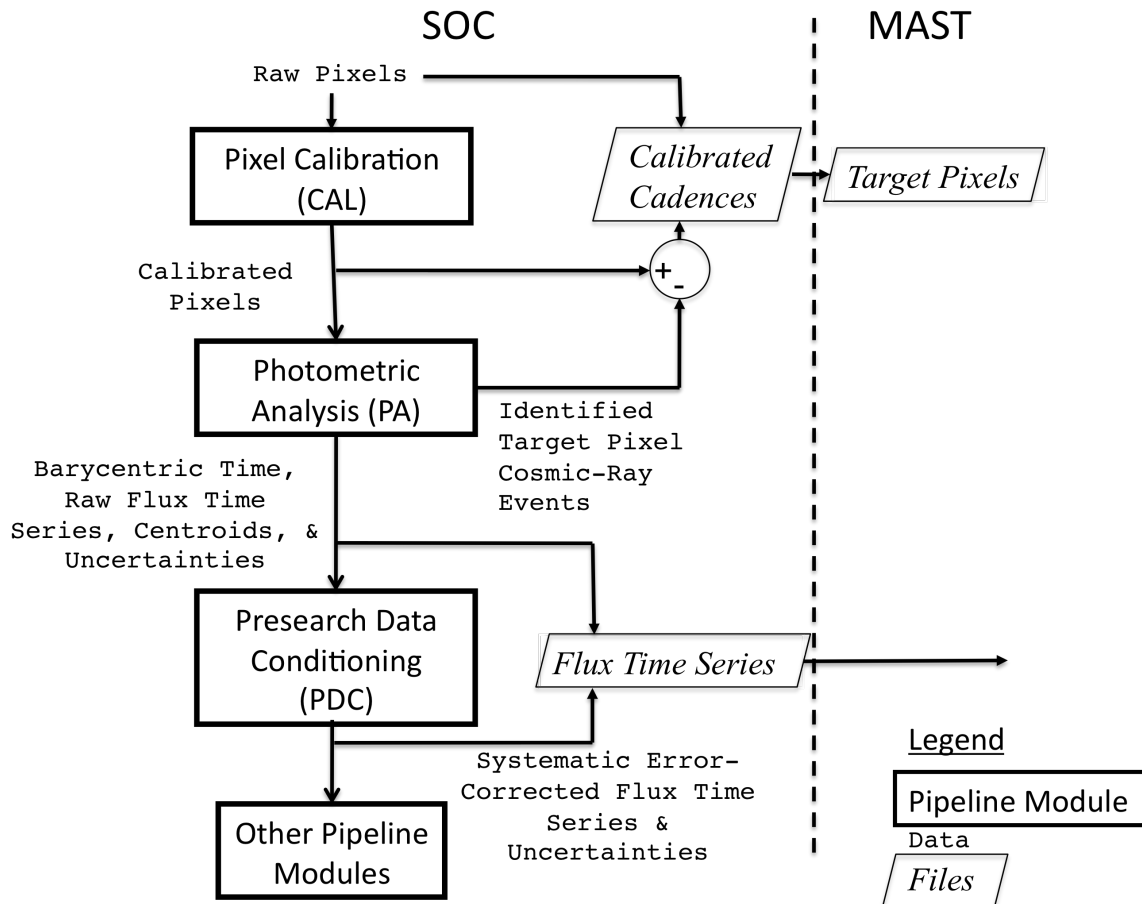 SOC
MAST
Raw Pixels
Pixel Calibration
(CAL)
Calibrated
Cadences
Target Pixels
Calibrated
Pixels
+
-
Photometric
Analysis (PA)
Identified
Target Pixel
Cosmic-Ray
Events
Barycentric Time,
Raw Flux Time
Series, Centroids, &
Uncertainties
Presearch Data
Conditioning
(PDC)
Flux Time Series
Systematic Error-
Corrected Flux Time
Series &
Uncertainties
Other Pipeline
Modules
Legend
Pipeline Module
Data
Files